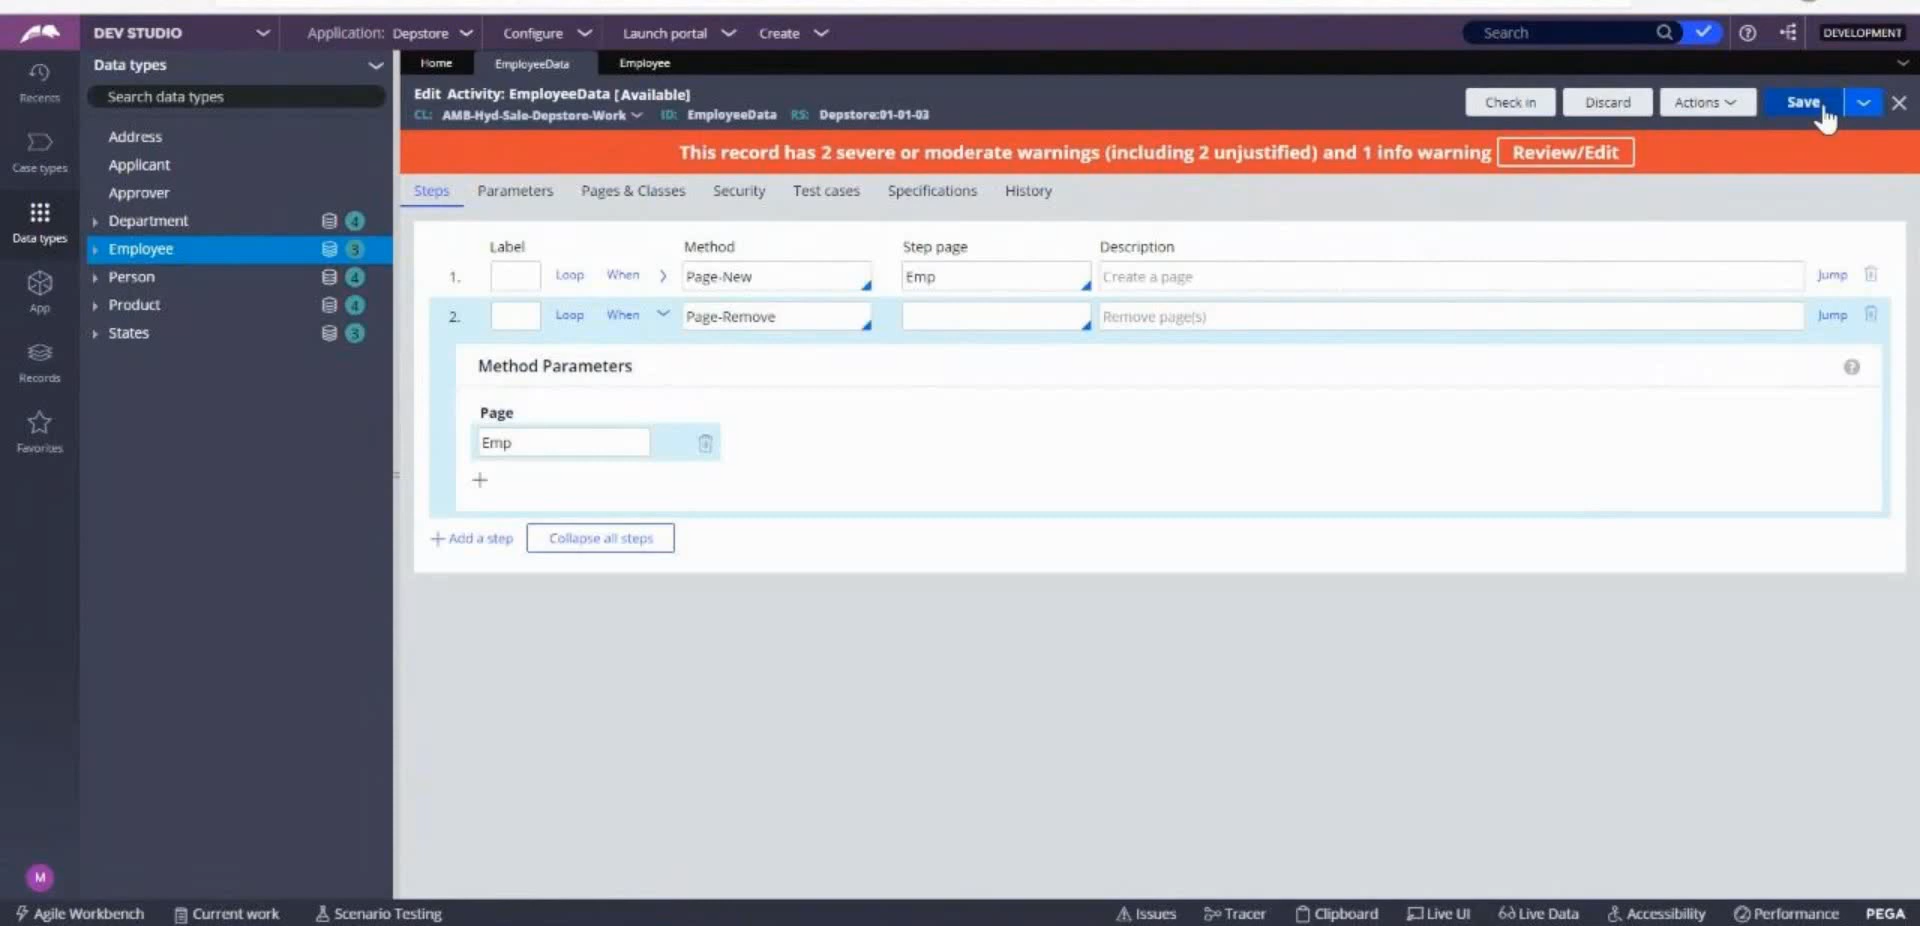 DEV STUDIO
Application: Depstore
Configure
Launch portal
Create
Search
DEVELOPMENT
Recents
Case types
Data types
App
Records
Favorites
M
Data types
Search data types
Address
Applicant
Approver
Department 4
Employee 3
Person 4
Product 4
States 3
Home
EmployeeData
Employee
Edit Activity: EmployeeData [Available]
CL: AMB-Hyd-Sale-Depstore-Work ID: EmployeeData RS: Depstore:01-01-03
Check in
Discard
Actions
Save
This record has 2 severe or moderate warnings (including 2 unjustified) and 1 info warning Review/Edit
Steps Parameters Pages & Classes Security Test cases Specifications History
Label Method Step page Description
1. Loop When Page-New Emp Create a page Jump
2. Loop When Page-Remove Remove page(s) Jump
Method Parameters
Page
Emp
Add a step Collapse all steps
Agile Workbench Current work Scenario Testing Issues Tracer Clipboard Live UI Live Data Accessibility Performance PEGA